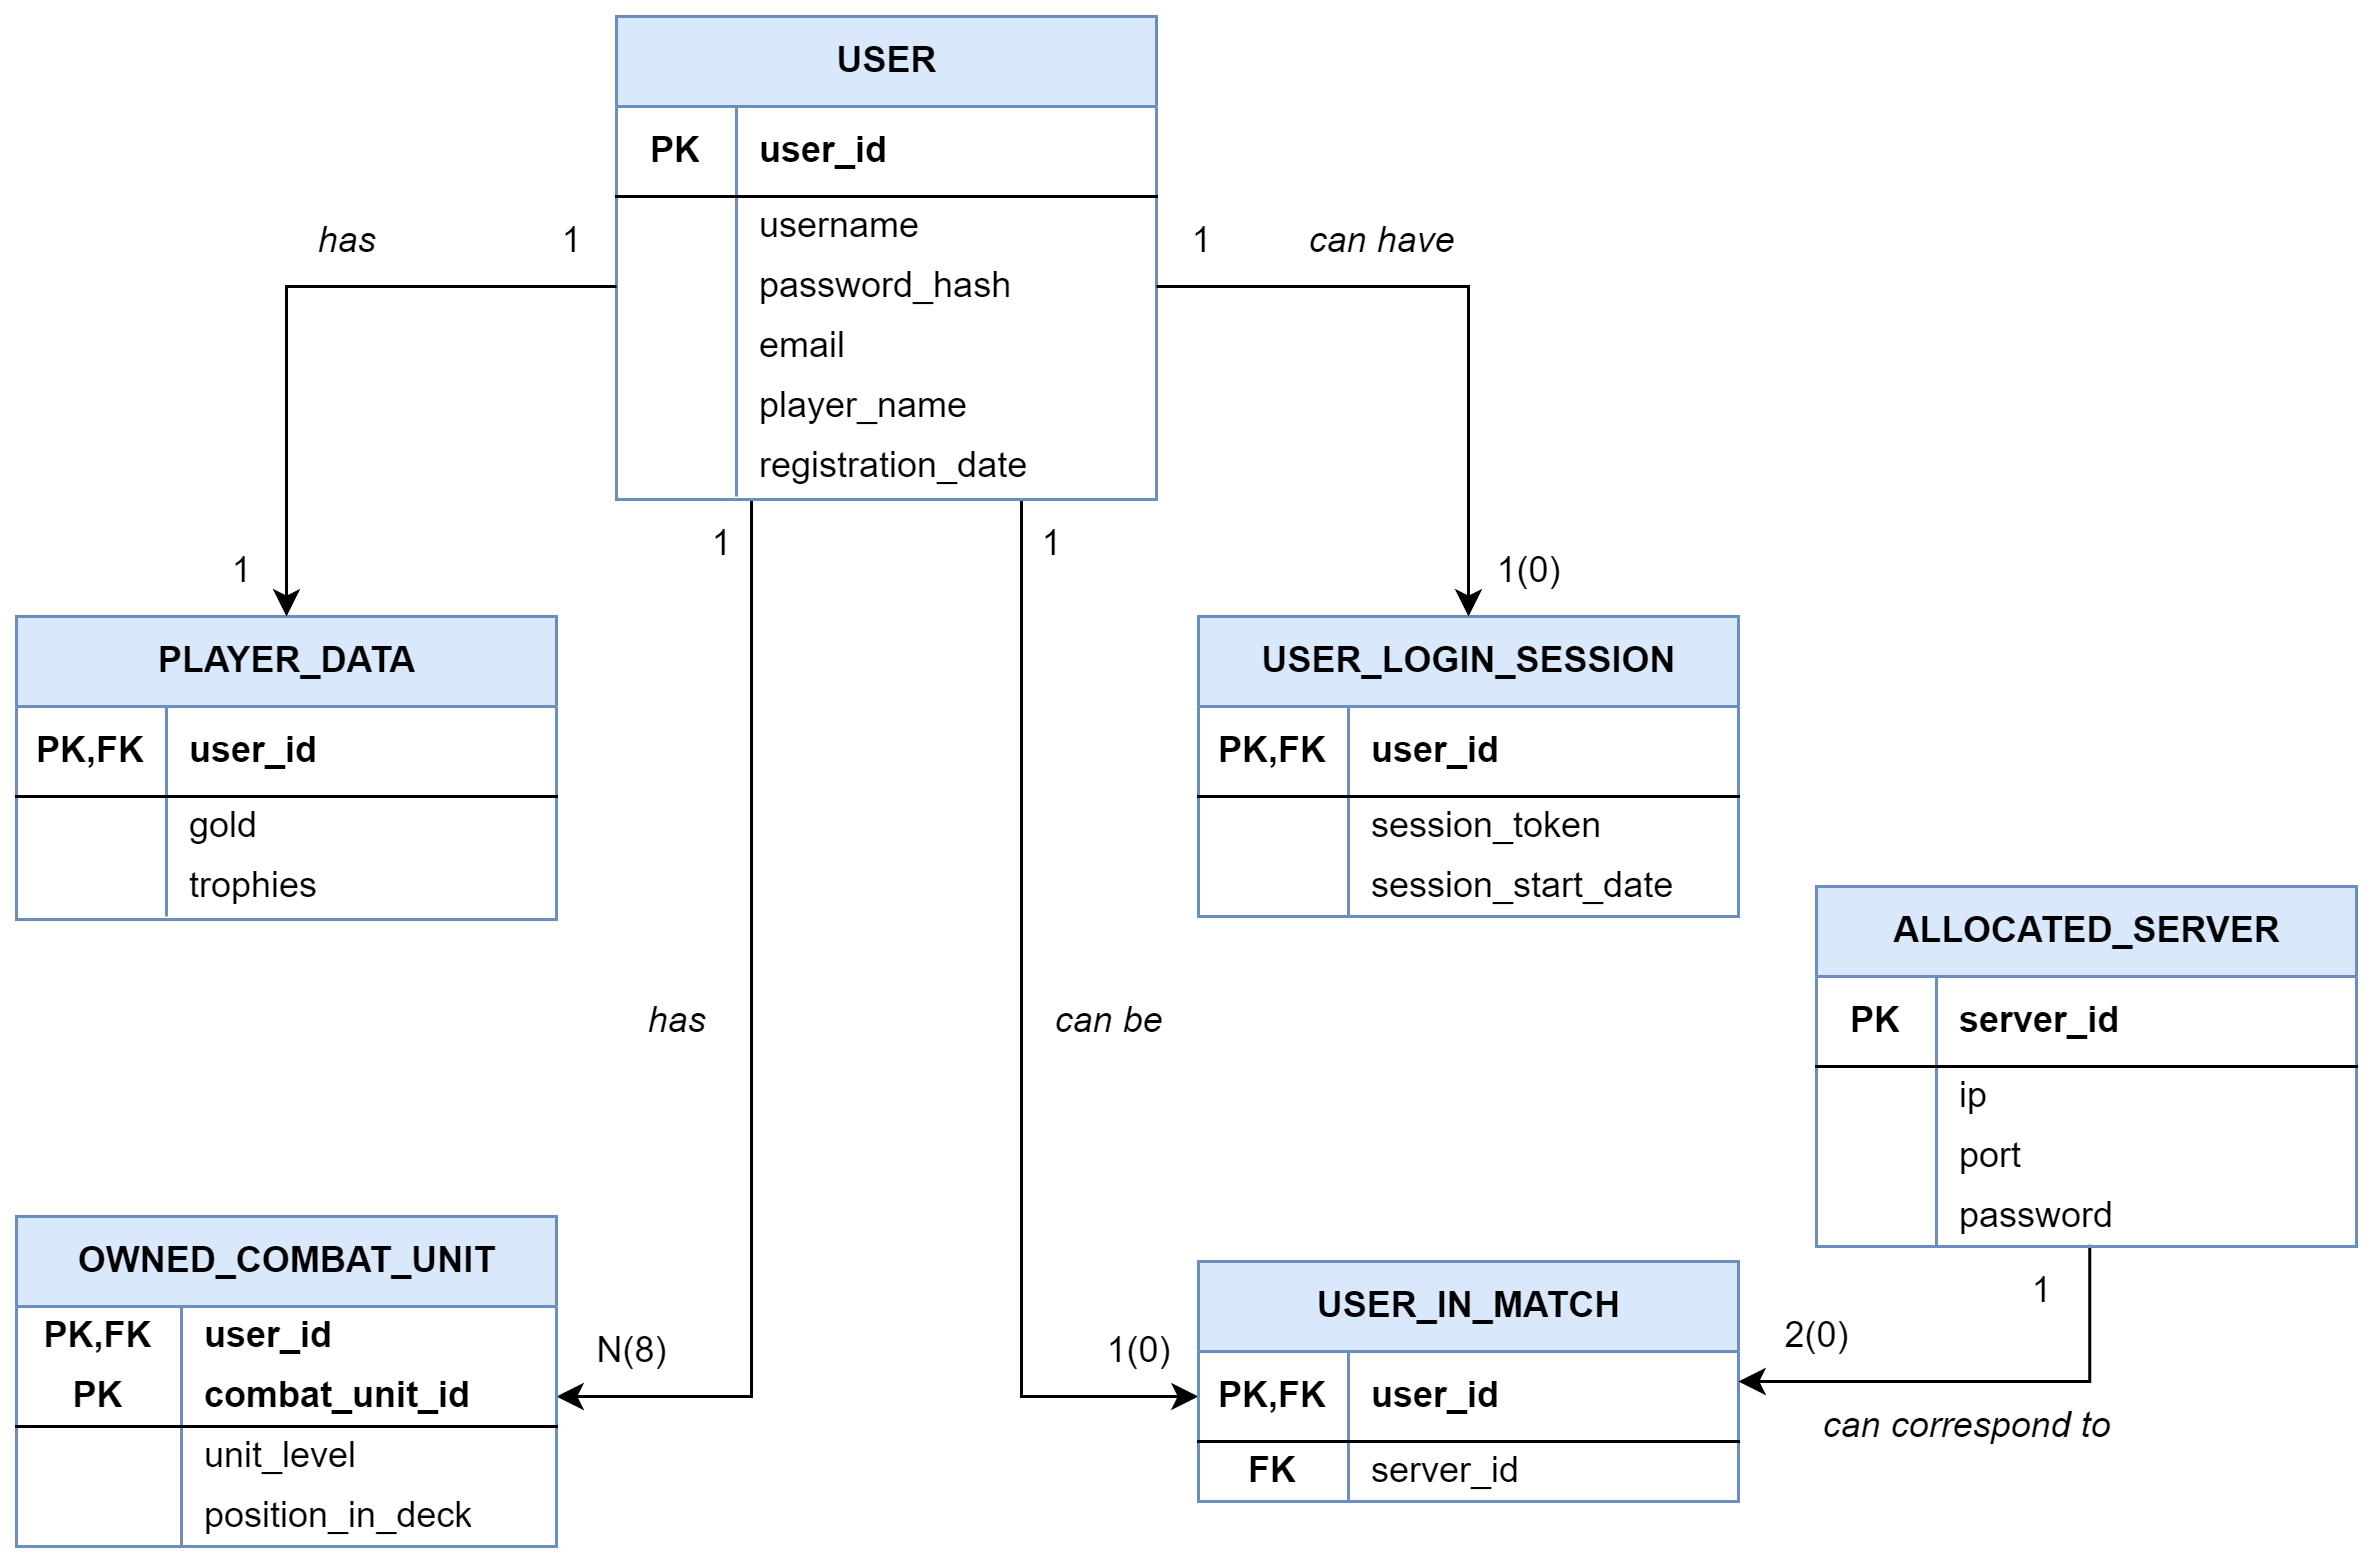 USER
PK user_id
username
password_hash
email
player_name
registration_date
has
1
1
can have
1
1
1
1(0)
PLAYER_DATA
PK,FK user_id
gold
trophies
USER_LOGIN_SESSION
PK,FK user_id
session_token
session_start_date
ALLOCATED_SERVER
PK server_id
ip
port
password
has
can be
1
2(0)
can correspond to
OWNED_COMBAT_UNIT
PK,FK user_id
PK combat_unit_id
unit_level
position_in_deck
N(8)
1(0)
USER_IN_MATCH
PK,FK user_id
FK server_id